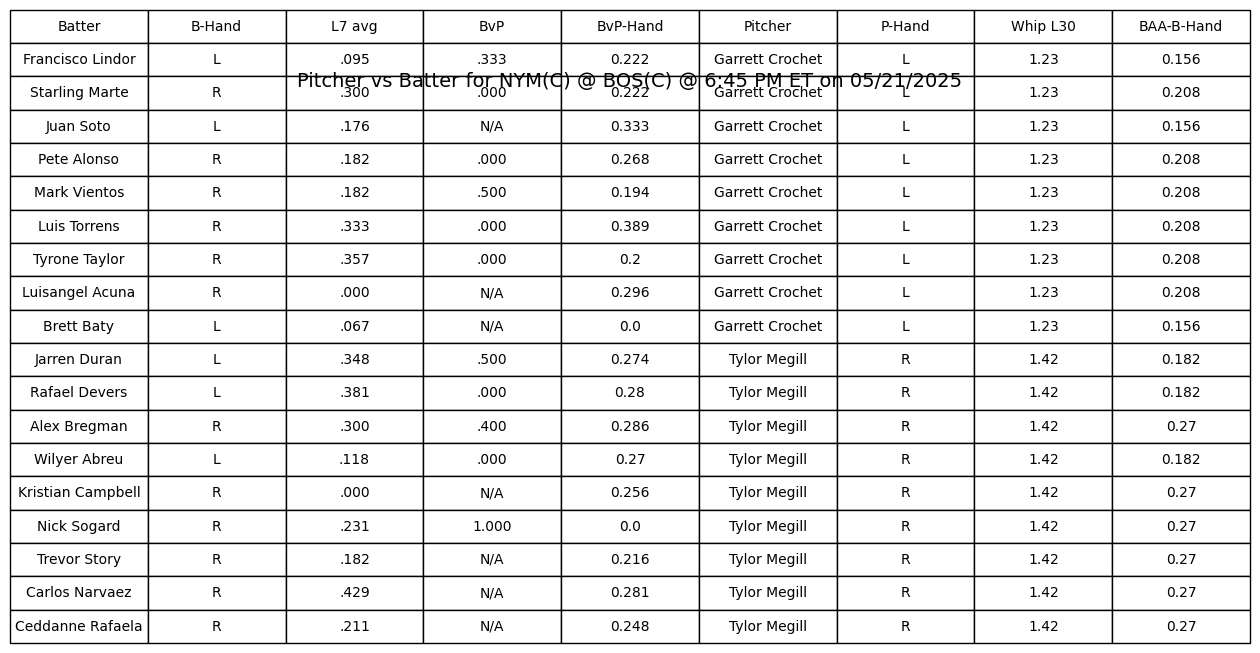 Batter B-Hand L7 avg BvP BvP-Hand Pitcher P-Hand Whip L30 BAA-B-Hand
Francisco Lindor L .095 .333 0.222 Garrett Crochet L 1.23 0.156
Pitcher vs Batter for NYM(C) @ BOS(C) @ 6:45 PM ET on 05/21/2025
Starling Marte R .300 .000 0.222 Garrett Crochet L 1.23 0.208
Juan Soto L .176 N/A 0.333 Garrett Crochet L 1.23 0.156
Pete Alonso R .182 .000 0.268 Garrett Crochet L 1.23 0.208
Mark Vientos R .182 .500 0.194 Garrett Crochet L 1.23 0.208
Luis Torrens R .333 .000 0.389 Garrett Crochet L 1.23 0.208
Tyrone Taylor R .357 .000 0.2 Garrett Crochet L 1.23 0.208
Luisangel Acuna R .000 N/A 0.296 Garrett Crochet L 1.23 0.208
Brett Baty L .067 N/A 0.0 Garrett Crochet L 1.23 0.156
Jarren Duran L .348 .500 0.274 Tylor Megill R 1.42 0.182
Rafael Devers L .381 .000 0.28 Tylor Megill R 1.42 0.182
Alex Bregman R .300 .400 0.286 Tylor Megill R 1.42 0.27
Wilyer Abreu L .118 .000 0.27 Tylor Megill R 1.42 0.182
Kristian Campbell R .000 N/A 0.256 Tylor Megill R 1.42 0.27
Nick Sogard R .231 1.000 0.0 Tylor Megill R 1.42 0.27
Trevor Story R .182 N/A 0.216 Tylor Megill R 1.42 0.27
Carlos Narvaez R .429 N/A 0.281 Tylor Megill R 1.42 0.27
Ceddanne Rafaela R .211 N/A 0.248 Tylor Megill R 1.42 0.27